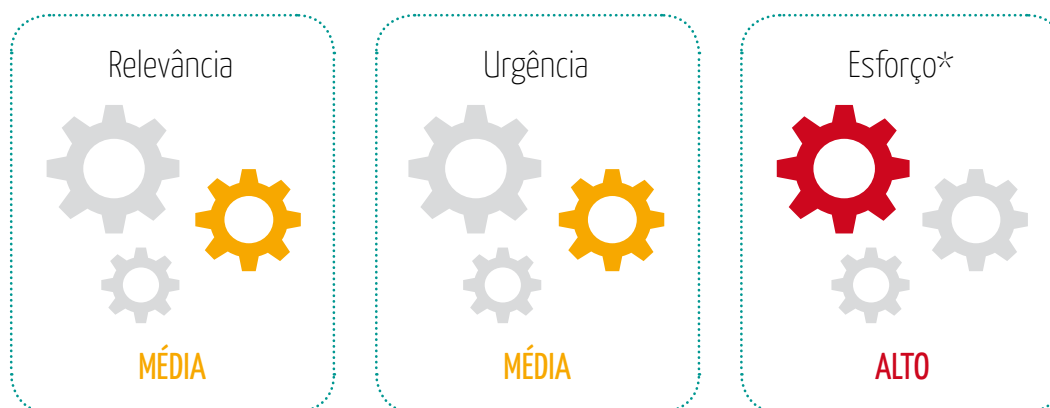 Relevância
Urgência
Esforço*
MÉDIA
MÉDIA
ALTO